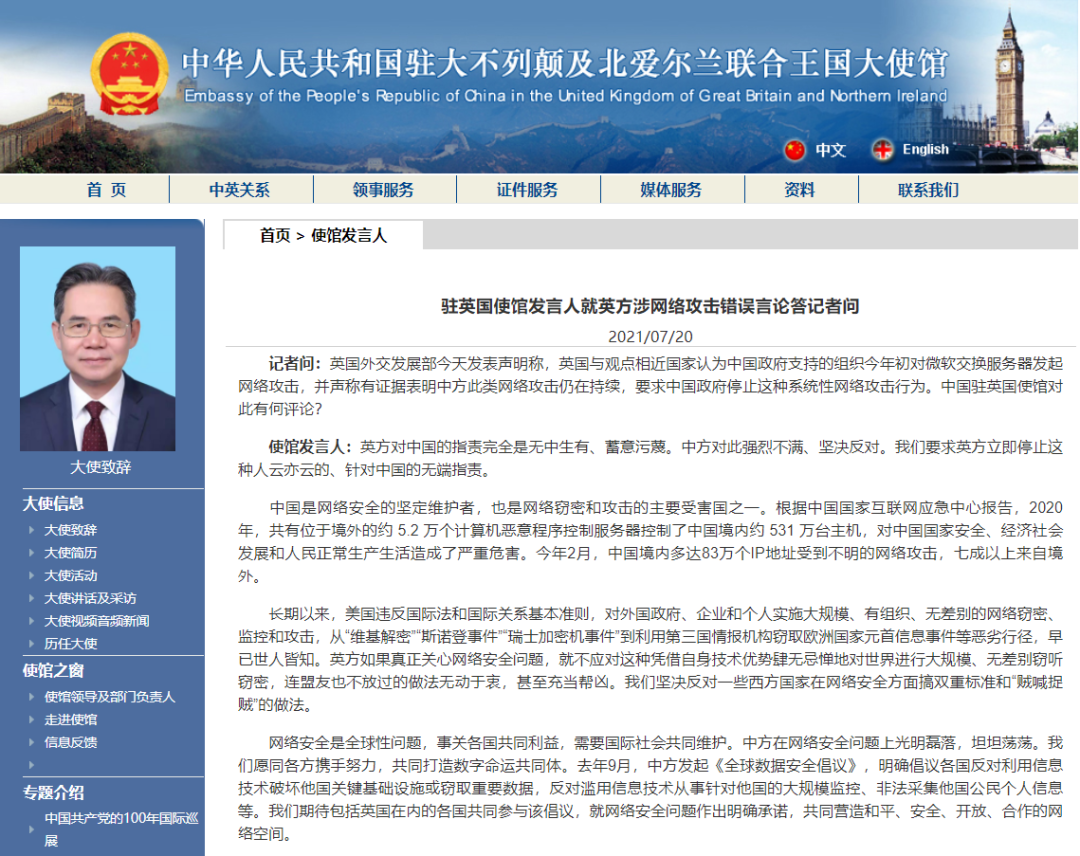 中华人民共和国驻大不列颠及北爱尔兰联合王国大使馆
Embassy of the People's Republic of China in the United Kingdom of Great Britain and Northern Ireland
中文 English
首 页 中英关系 领事服务 证件服务 媒体服务 资料 联系我们
大使致辞
大使信息
大使致辞
大使简历
大使活动
大使讲话及采访
大使视频音频新闻
历任大使
使馆之窗
使馆领导及部门负责人
走进使馆
信息反馈
专题介绍
中国共产党的100年国际巡
展
首页 > 使馆发言人
驻英国使馆发言人就英方涉网络攻击错误言论答记者问
2021/07/20
记者问：英国外交发展部今天发表声明称，英国与观点相近国家认为中国政府支持的组织今年初对微软交换服务器发起
网络攻击，并声称有证据表明中方此类网络攻击仍在持续，要求中国政府停止这种系统性网络攻击行为。中国驻英国使馆对
此有何评论？
使馆发言人：英方对中国的指责完全是无中生有、蓄意污蔑。中方对此强烈不满、坚决反对。我们要求英方立即停止这
种人云亦云的、针对中国的无端指责。
中国是网络安全的坚定维护者，也是网络窃密和攻击的主要受害国之一。根据中国国家互联网应急中心报告，2020
年，共有位于境外的约 5.2 万个计算机恶意程序控制服务器控制了中国境内约 531 万台主机，对中国国家安全、经济社会
发展和人民正常生产生活造成了严重危害。今年2月，中国境内多达83万个IP地址受到不明的网络攻击，七成以上来自境
外。
长期以来，美国违反国际法和国际关系基本准则，对外国政府、企业和个人实施大规模、有组织、无差别的网络窃密、
监控和攻击，从“维基解密”“斯诺登事件”“瑞士加密机事件”到利用第三国情报机构窃取欧洲国家元首信息事件等恶劣行径，早
已世人皆知。英方如果真正关心网络安全问题，就不应对这种凭借自身技术优势肆无忌惮地对世界进行大规模、无差别窃听
窃密，连盟友也不放过的做法无动于衷，甚至充当帮凶。我们坚决反对一些西方国家在网络安全方面搞双重标准和“贼喊捉
贼”的做法。
网络安全是全球性问题，事关各国共同利益，需要国际社会共同维护。中方在网络安全问题上光明磊落，坦坦荡荡。我
们愿同各方携手努力，共同打造数字命运共同体。去年9月，中方发起《全球数据安全倡议》，明确倡议各国反对利用信息
技术破坏他国关键基础设施或窃取重要数据，反对滥用信息技术从事针对他国的大规模监控、非法采集他国公民个人信息
等。我们期待包括英国在内的各国共同参与该倡议，就网络安全问题作出明确承诺，共同营造和平、安全、开放、合作的网
络空间。